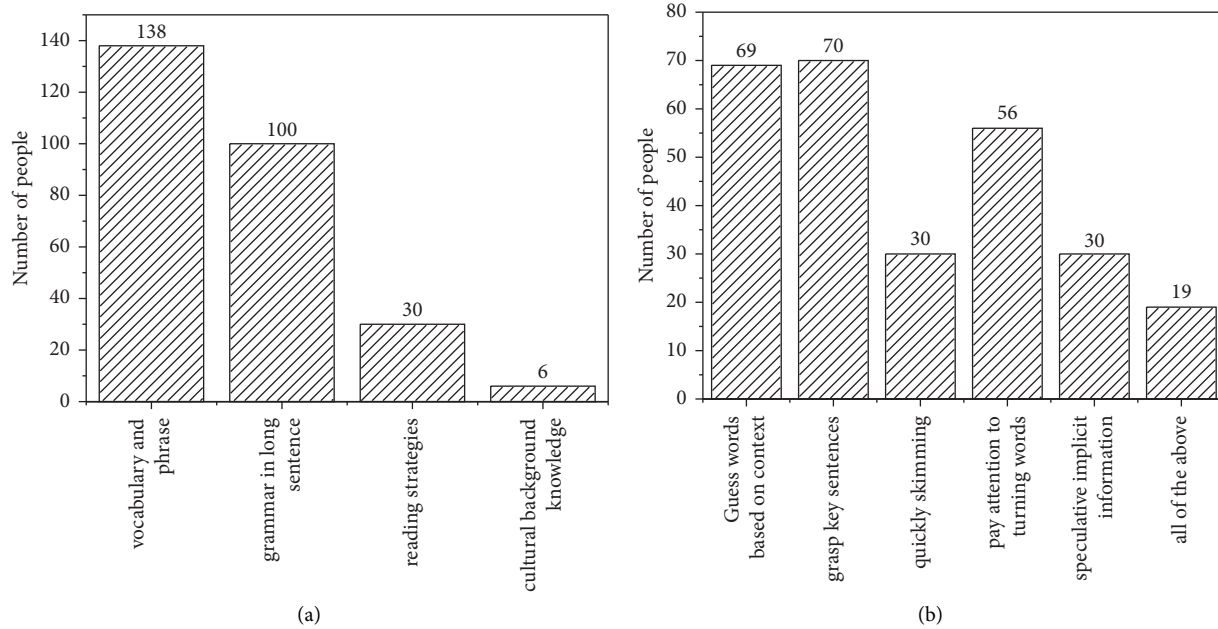 Number of people
140
120
100
80
60
40
20
0
138
100
30
6
vocabulary and
phrase
grammar in long
sentence
reading strategies
cultural background
knowledge
(a)
Number of people
80
70
60
50
40
30
20
10
0
69
70
30
56
30
19
Guess words
based on context
grasp key sentences
quickly skimming
pay attention to
turning words
speculative implicit
information
all of the above
(b)